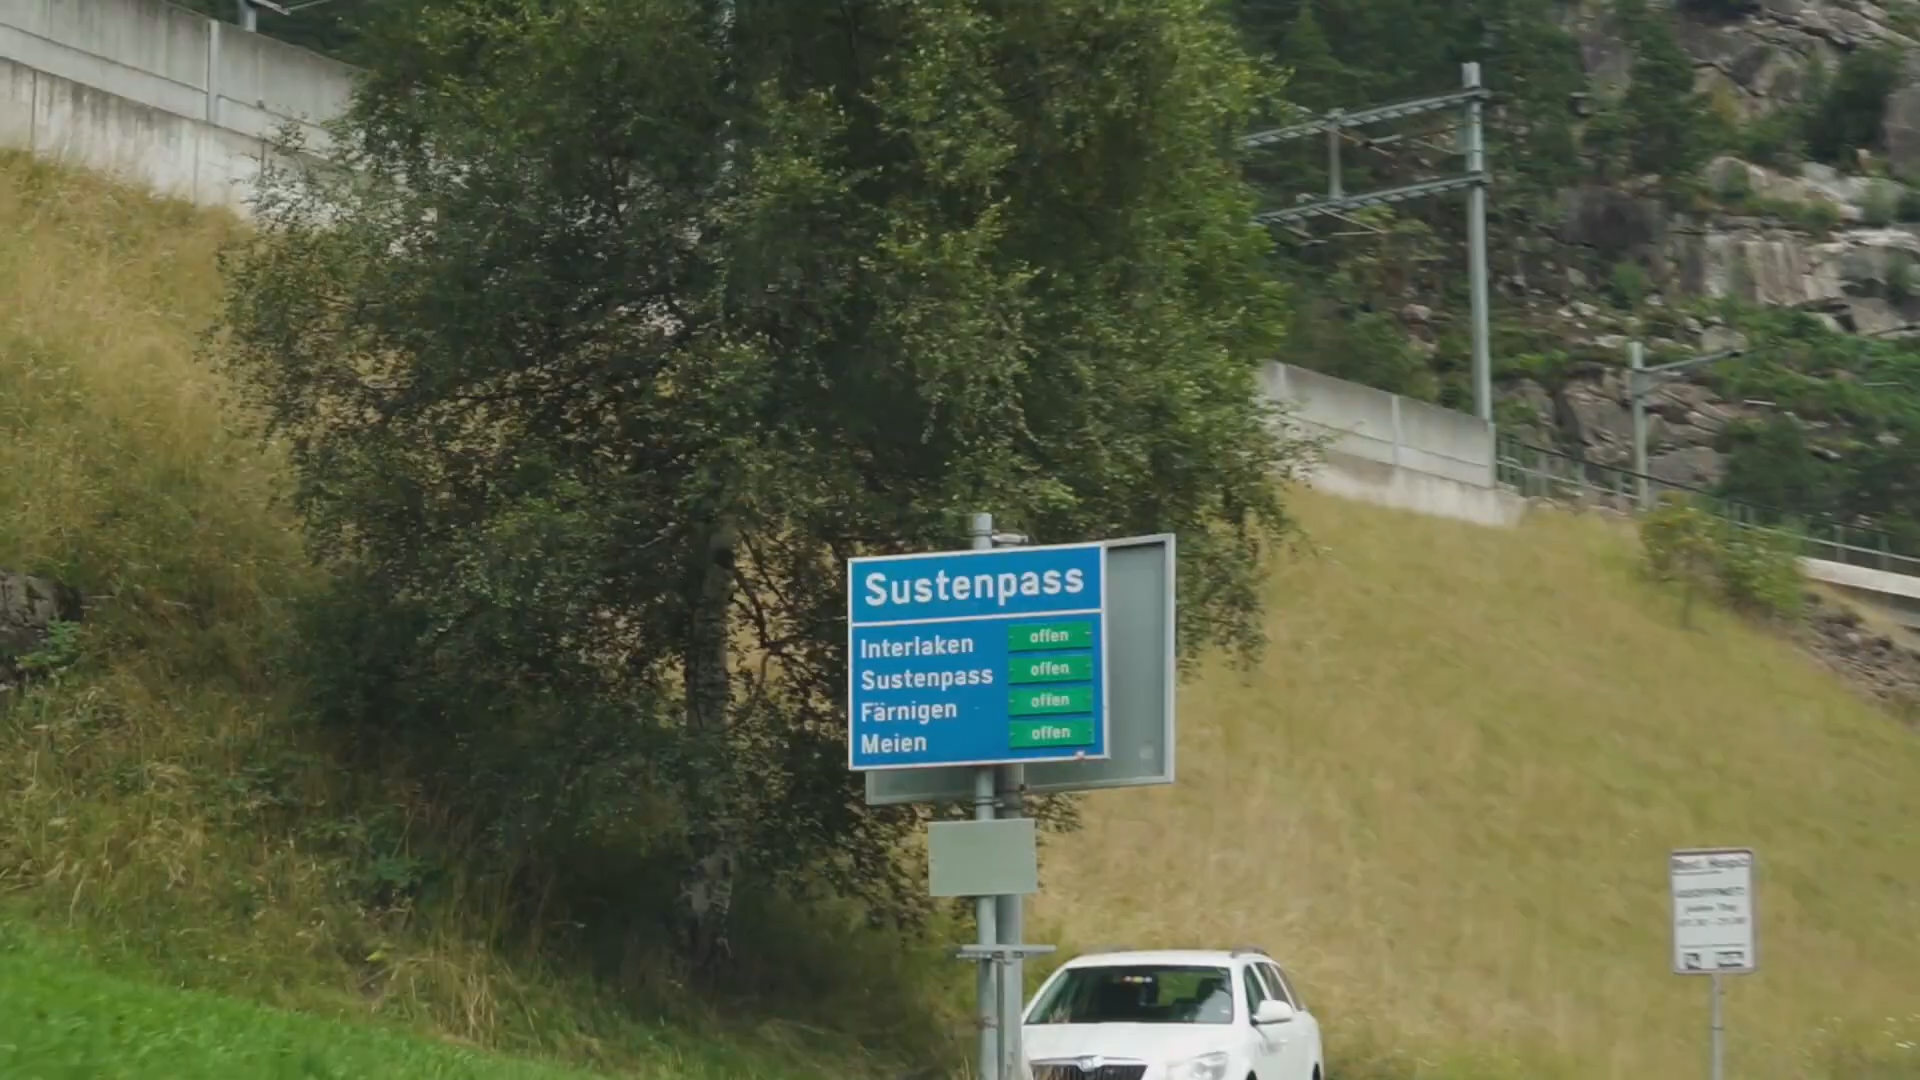 Sustenpass
Interlaken offen
Sustenpass offen
Färnigen offen
Meien offen